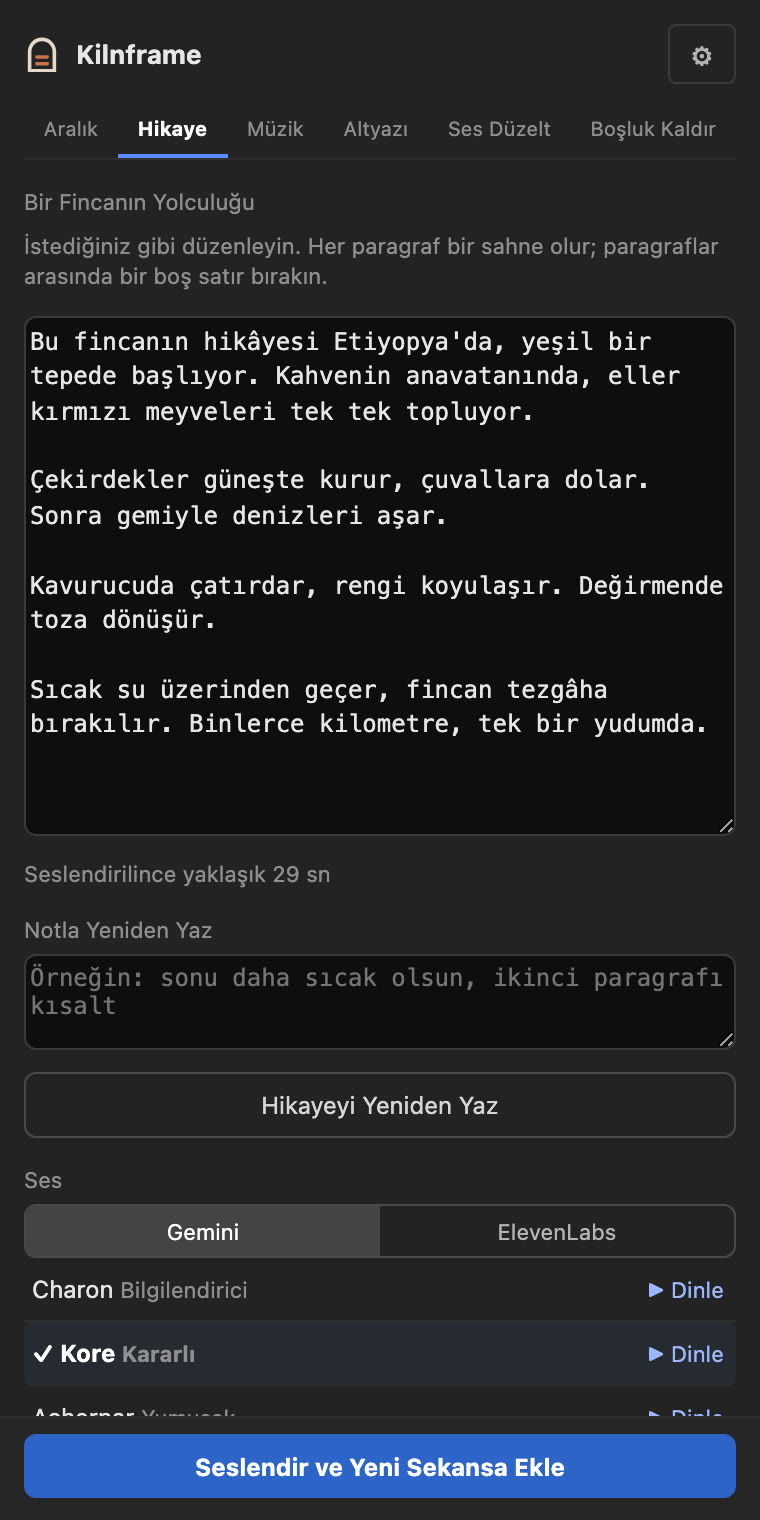 Kilnframe
Aralık Hikaye Müzik Altyazı Ses Düzelt Boşluk Kaldır
Bir Fincanın Yolculuğu
İstediğiniz gibi düzenleyin. Her paragraf bir sahne olur; paragraflar
arasında bir boş satır bırakın.
Bu fincanın hikâyesi Etiyopya'da, yeşil bir
tepede başlıyor. Kahvenin anavatanında, eller
kırmızı meyveleri tek tek topluyor.
Çekirdekler güneşte kurur, çuvallara dolar.
Sonra gemiyle denizleri aşar.
Kavurucuda çatırdar, rengi koyulaşır. Değirmende
toza dönüşür.
Sıcak su üzerinden geçer, fincan tezgâha
bırakılır. Binlerce kilometre, tek bir yudumda.
Seslendirilince yaklaşık 29 sn
Notla Yeniden Yaz
Örneğin: sonu daha sıcak olsun, ikinci paragrafı
kısalt
Hikayeyi Yeniden Yaz
Ses
Gemini ElevenLabs
Charon Bilgilendirici Dinle
Kore Kararlı Dinle
Seslendir ve Yeni Sekansa Ekle